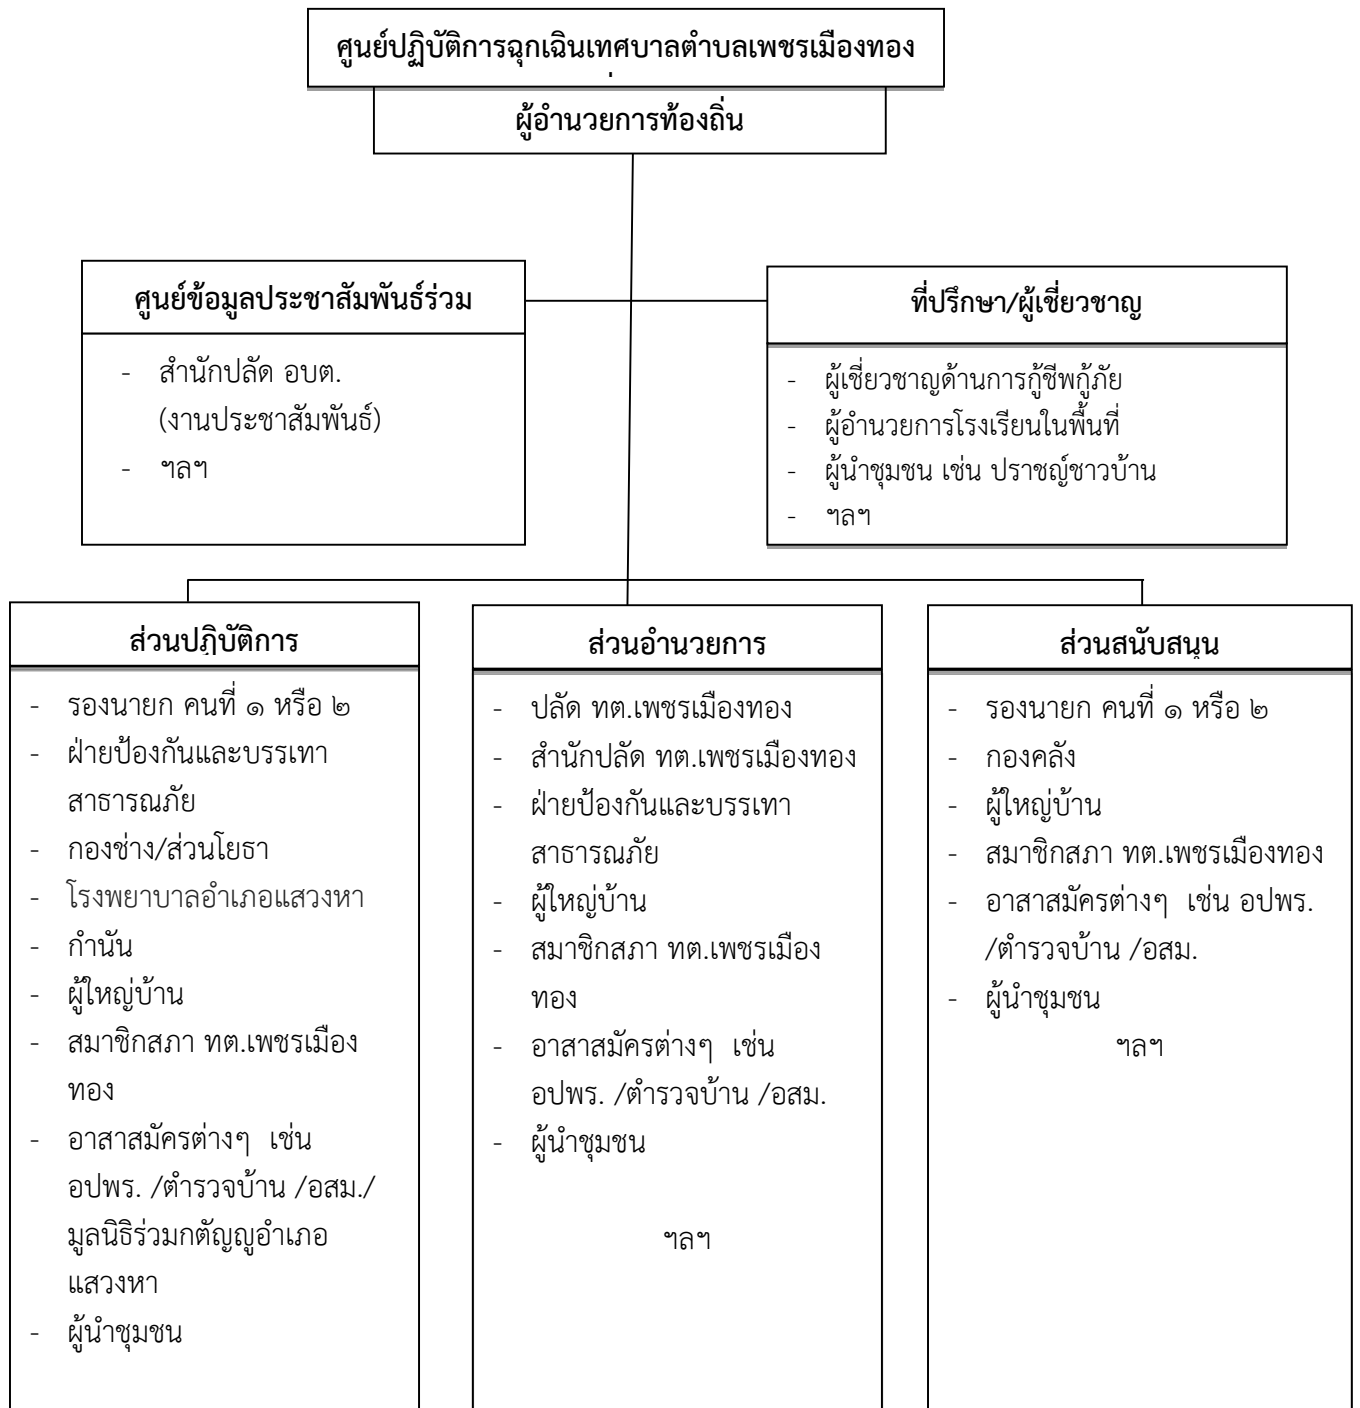 ศูนย์ปฏิบัติการฉุกเฉินเทศบาลตำบลเพชรเมืองทอง
ผู้อำนวยการท้องถิ่น
ศูนย์ข้อมูลประชาสัมพันธ์ร่วม
- สำนักปลัด อบต.
(งานประชาสัมพันธ์)
- ฯลฯ
ที่ปรึกษา/ผู้เชี่ยวชาญ
- ผู้เชี่ยวชาญด้านการกู้ชีพกู้ภัย
- ผู้อำนวยการโรงเรียนในพื้นที่
- ผู้นำชุมชน เช่น ปราชญ์ชาวบ้าน
- ฯลฯ
ส่วนปฏิบัติการ
- รองนายก คนที่ ๑ หรือ ๒
- ฝ่ายป้องกันและบรรเทา
สาธารณภัย
- กองช่าง/ส่วนโยธา
- โรงพยาบาลอำเภอแสวงหา
- กำนัน
- ผู้ใหญ่บ้าน
- สมาชิกสภา ทต.เพชรเมือง
ทอง
- อาสาสมัครต่างๆ เช่น
อปพร. /ตำรวจบ้าน /อสม./
มูลนิธิร่วมกตัญญูอำเภอ
แสวงหา
- ผู้นำชุมชน
ส่วนอำนวยการ
- ปลัด ทต.เพชรเมืองทอง
- สำนักปลัด ทต.เพชรเมืองทอง
- ฝ่ายป้องกันและบรรเทา
สาธารณภัย
- ผู้ใหญ่บ้าน
- สมาชิกสภา ทต.เพชรเมือง
ทอง
- อาสาสมัครต่างๆ เช่น
อปพร. /ตำรวจบ้าน /อสม.
- ผู้นำชุมชน
ฯลฯ
ส่วนสนับสนุน
- รองนายก คนที่ ๑ หรือ ๒
- กองคลัง
- ผู้ใหญ่บ้าน
- สมาชิกสภา ทต.เพชรเมืองทอง
- อาสาสมัครต่างๆ เช่น อปพร.
/ตำรวจบ้าน /อสม.
- ผู้นำชุมชน
ฯลฯ